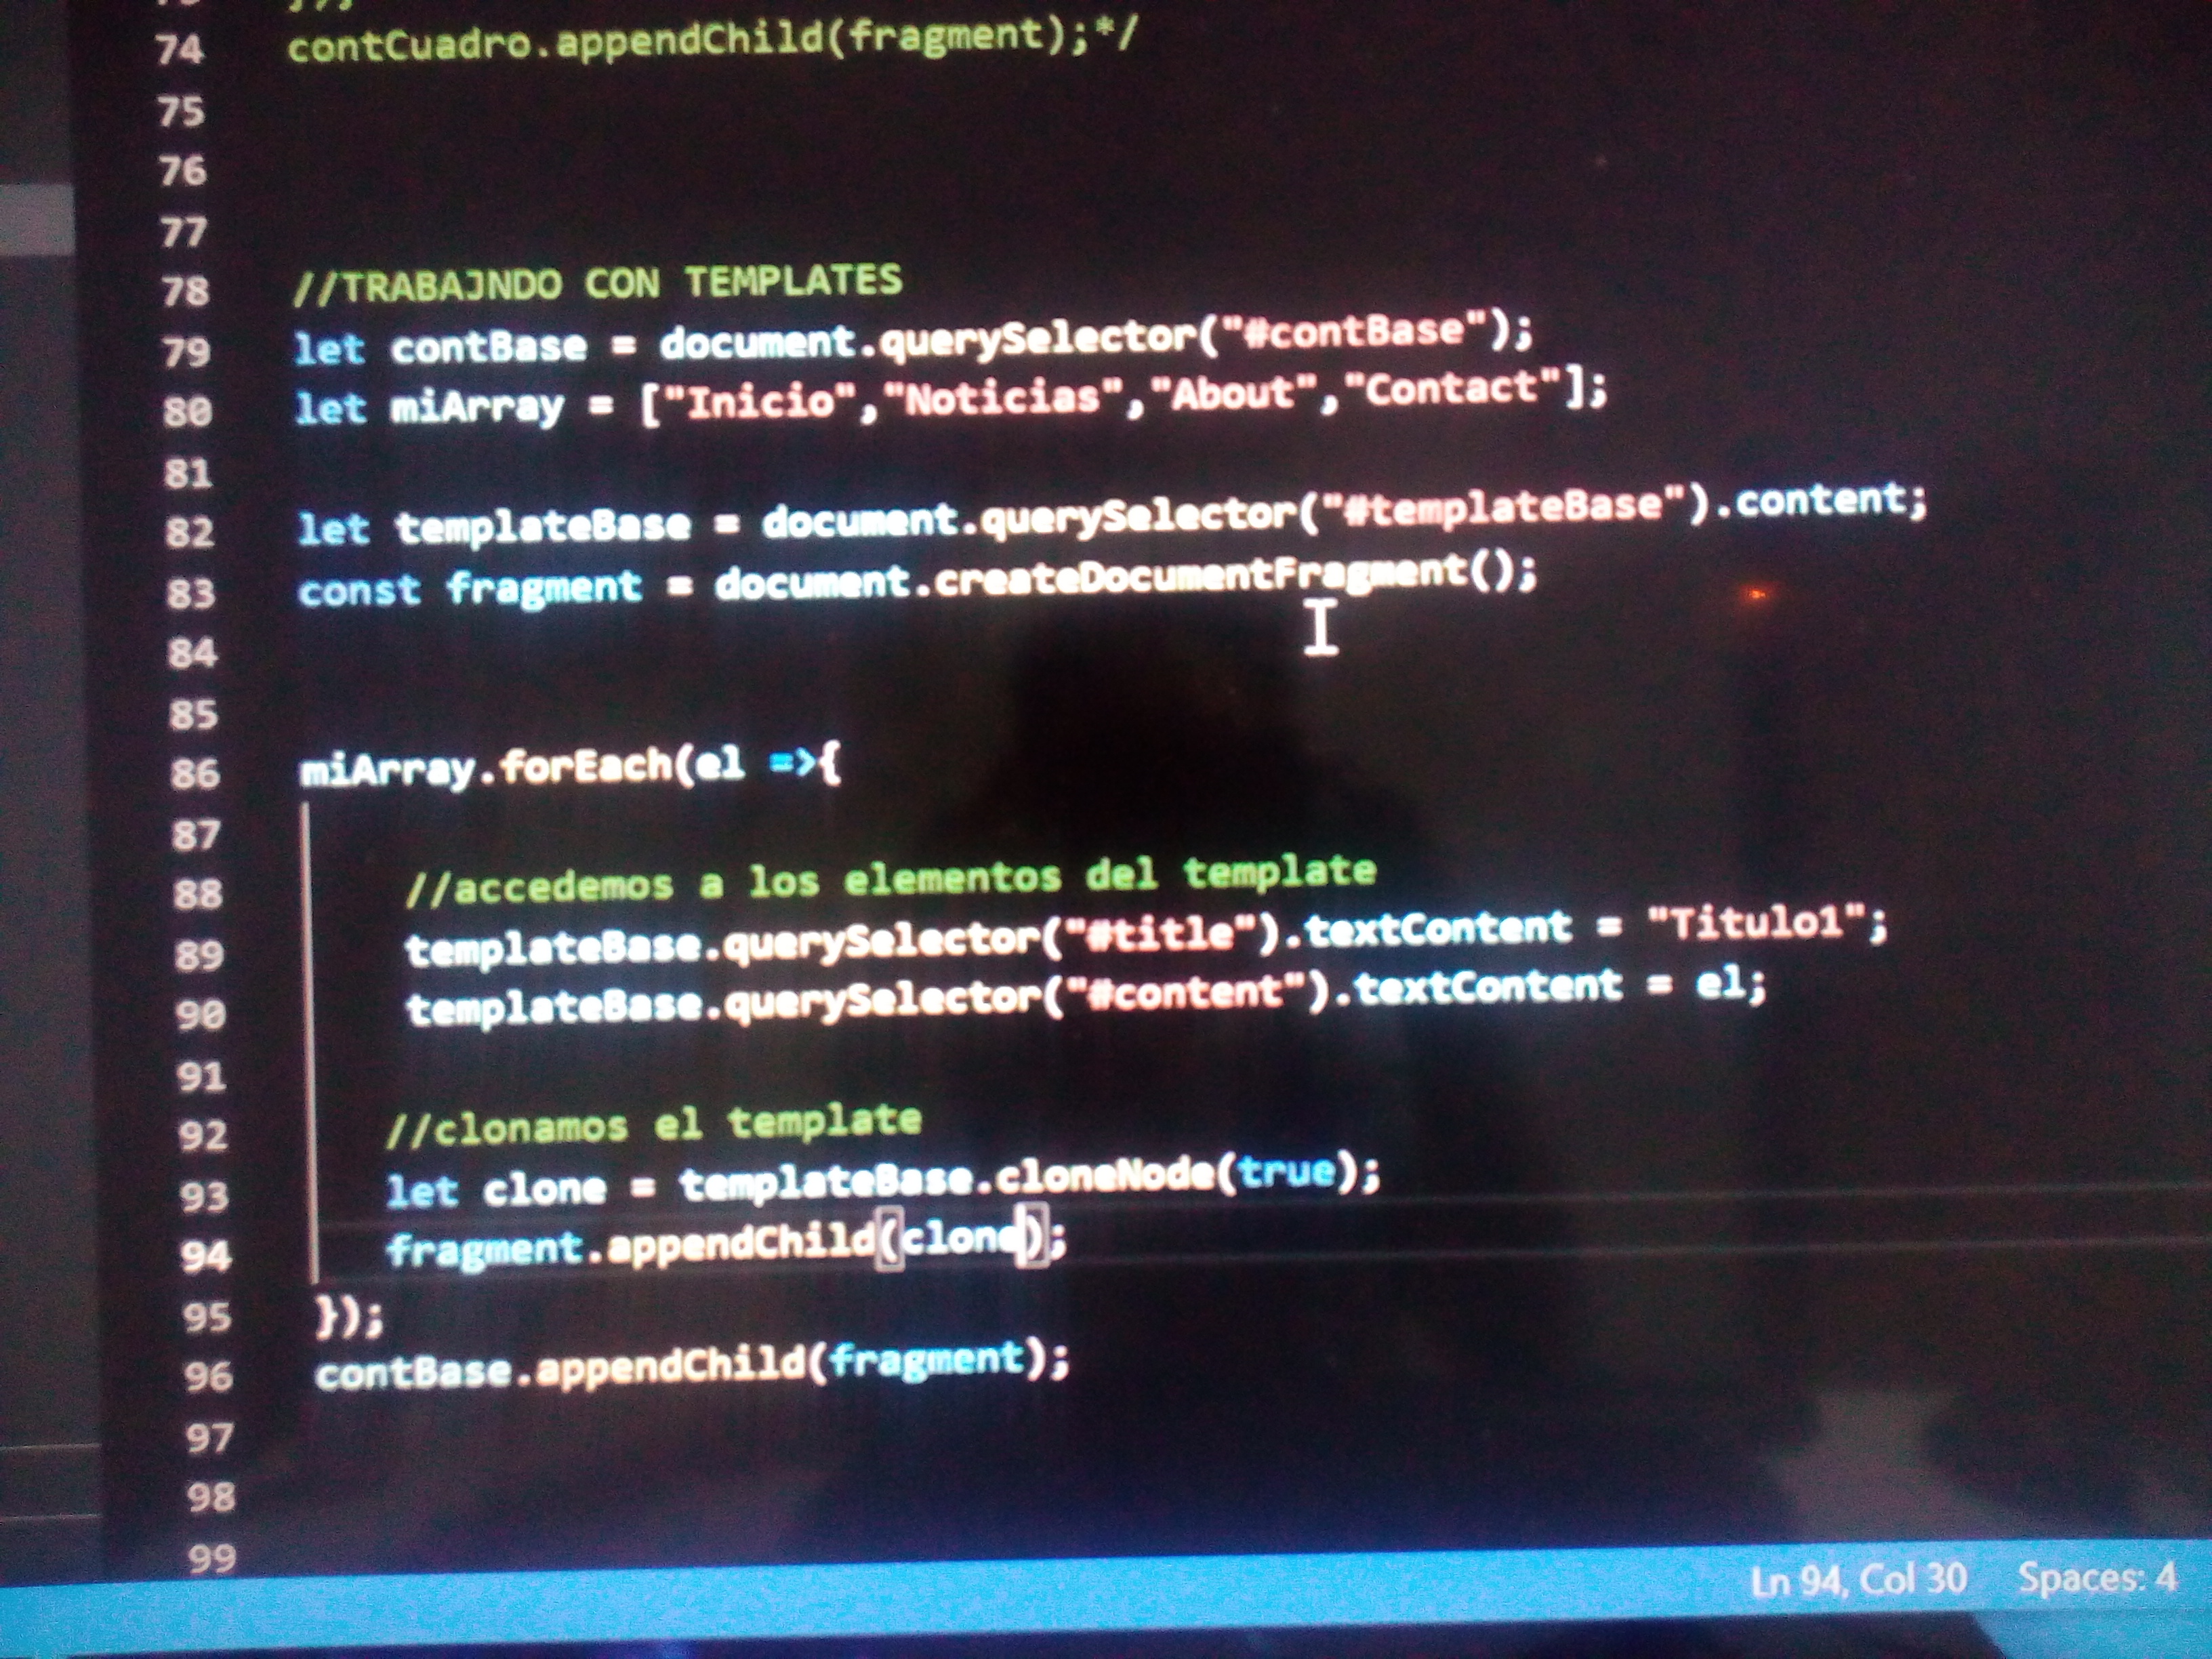 74 contCuadro.appendChild(fragment);*/
75
76
77
78 //TRABAJNDO CON TEMPLATES
79 let contBase = document.querySelector("#contBase");
80 let miArray = ["Inicio","Noticias","About","Contact"];
81
82 let templateBase = document.querySelector("#templateBase").content;
83 const fragment = document.createDocumentFragment();
84
85
86 miArray.forEach(el =>{
87
88 //accedemos a los elementos del template
89 templateBase.querySelector("#title").textContent = "Titulo1";
90 templateBase.querySelector("#content").textContent = el;
91
92 //clonamos el template
93 let clone = templateBase.cloneNode(true);
94 fragment.appendChild(clone);
95 });
96 contBase.appendChild(fragment);
97
98
99
Ln 94, Col 30 Spaces: 4